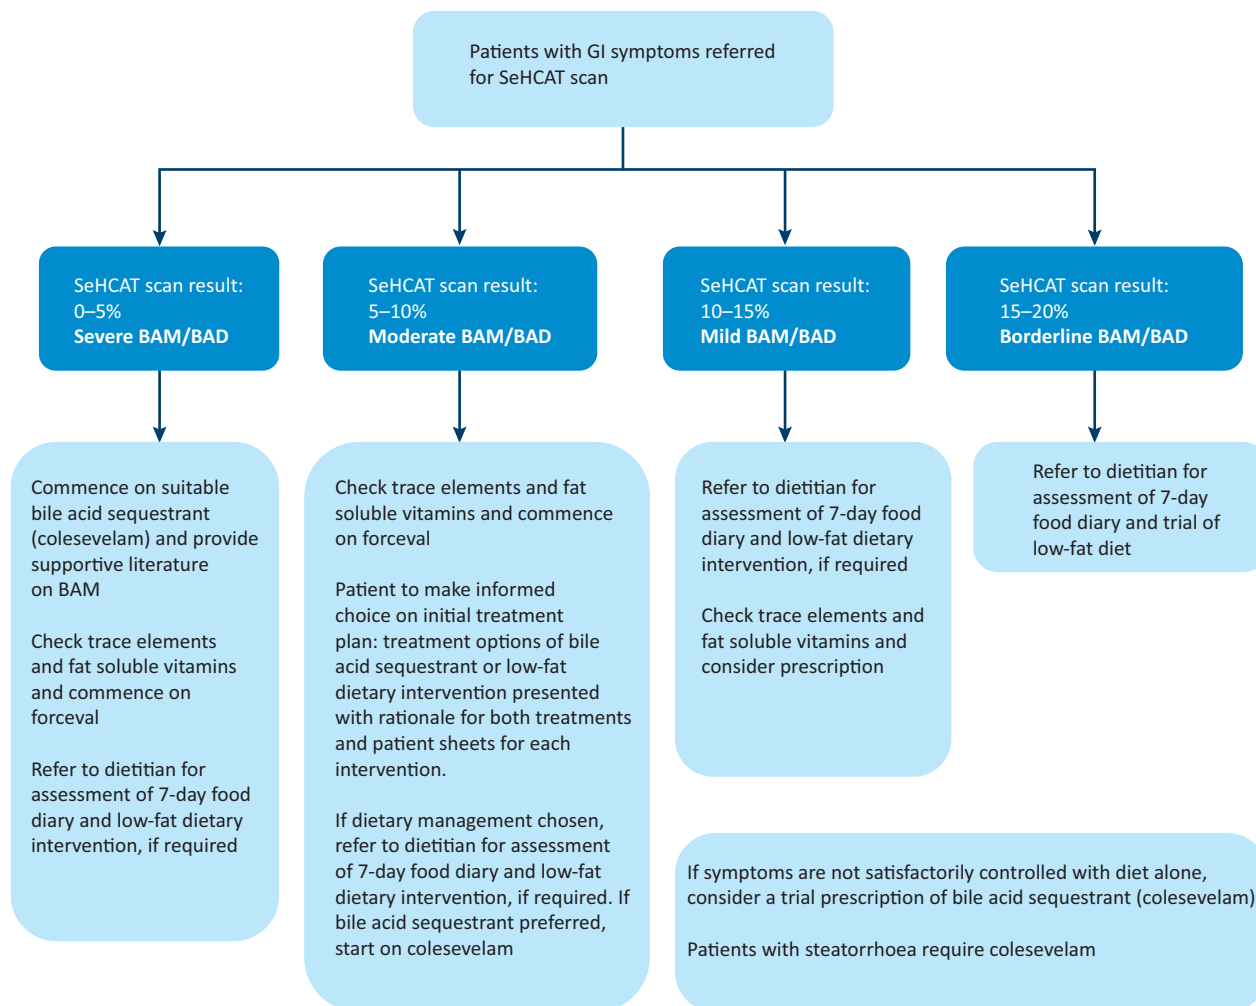 Patients with GI symptoms referred
for SeHCAT scan
SeHCAT scan result:
0–5%
Severe BAM/BAD
SeHCAT scan result:
5–10%
Moderate BAM/BAD
SeHCAT scan result:
10–15%
Mild BAM/BAD
SeHCAT scan result:
15–20%
Borderline BAM/BAD
Commence on suitable
bile acid sequestrant
(colesevelam) and provide
supportive literature
on BAM
Check trace elements
and fat soluble vitamins
and commence on
forceval
Refer to dietitian for
assessment of 7-day food
diary and low-fat dietary
intervention, if required
Check trace elements and fat
soluble vitamins and commence
on forceval
Patient to make informed
choice on initial treatment
plan: treatment options of bile
acid sequestrant or low-fat
dietary intervention presented
with rationale for both treatments
and patient sheets for each
intervention.
If dietary management chosen,
refer to dietitian for assessment
of 7-day food diary and low-fat
dietary intervention, if required. If
bile acid sequestrant preferred,
start on colesevelam
Refer to dietitian for
assessment of 7-day food
diary and low-fat dietary
intervention, if required
Check trace elements and
fat soluble vitamins and
consider prescription
Refer to dietitian for
assessment of 7-day
food diary and trial of
low-fat diet
If symptoms are not satisfactorily controlled with diet alone,
consider a trial prescription of bile acid sequestrant (colesevelam)
Patients with steatorrhoea require colesevelam